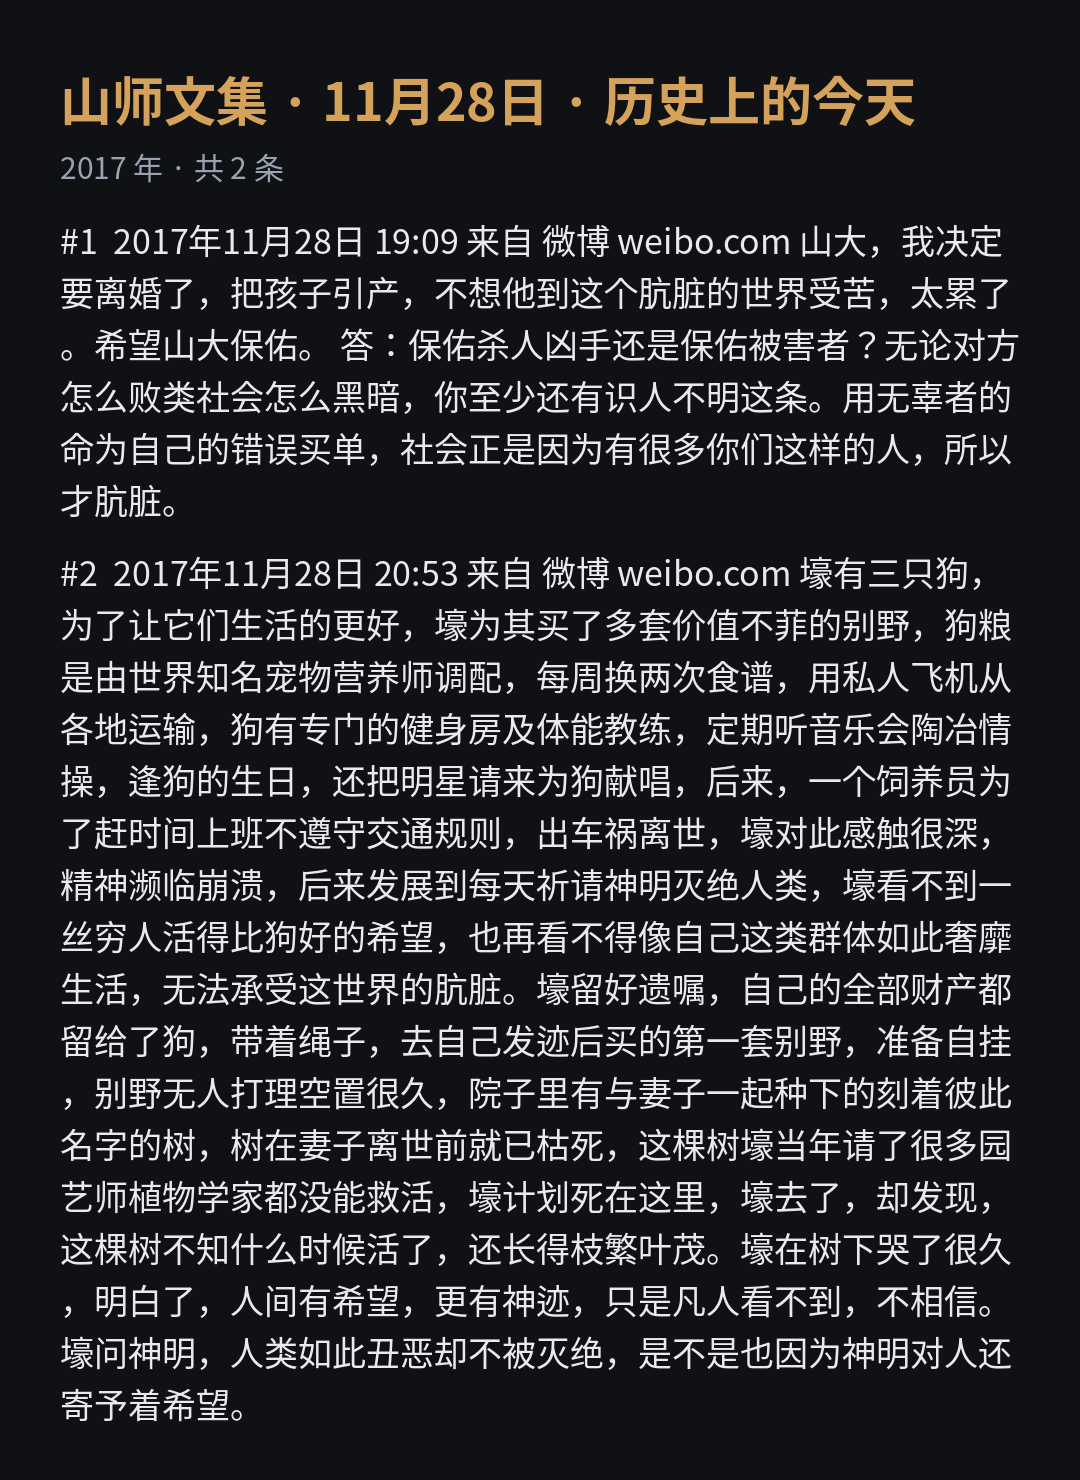 山师文集 · 11月28日 · 历史上的今天
2017 年 · 共 2 条
#1 2017年11月28日 19:09 来自 微博 weibo.com 山大，我决定
要离婚了，把孩子引产，不想他到这个肮脏的世界受苦，太累了
。希望山大保佑。 答：保佑杀人凶手还是保佑被害者？无论对方
怎么败类社会怎么黑暗，你至少还有识人不明这条。用无辜者的
命为自己的错误买单，社会正是因为有很多你们这样的人，所以
才肮脏。
#2 2017年11月28日 20:53 来自 微博 weibo.com 壕有三只狗，
为了让它们生活的更好，壕为其买了多套价值不菲的别野，狗粮
是由世界知名宠物营养师调配，每周换两次食谱，用私人飞机从
各地运输，狗有专门的健身房及体能教练，定期听音乐会陶冶情
操，逢狗的生日，还把明星请来为狗献唱，后来，一个饲养员为
了赶时间上班不遵守交通规则，出车祸离世，壕对此感触很深，
精神濒临崩溃，后来发展到每天祈请神明灭绝人类，壕看不到一
丝穷人活得比狗好的希望，也再看不得像自己这类群体如此奢靡
生活，无法承受这世界的肮脏。壕留好遗嘱，自己的全部财产都
留给了狗，带着绳子，去自己发迹后买的第一套别野，准备自挂
，别野无人打理空置很久，院子里有与妻子一起种下的刻着彼此
名字的树，树在妻子离世前就已枯死，这棵树壕当年请了很多园
艺师植物学家都没能救活，壕计划死在这里，壕去了，却发现，
这棵树不知什么时候活了，还长得枝繁叶茂。壕在树下哭了很久
，明白了，人间有希望，更有神迹，只是凡人看不到，不相信。
壕问神明，人类如此丑恶却不被灭绝，是不是也因为神明对人还
寄予着希望。